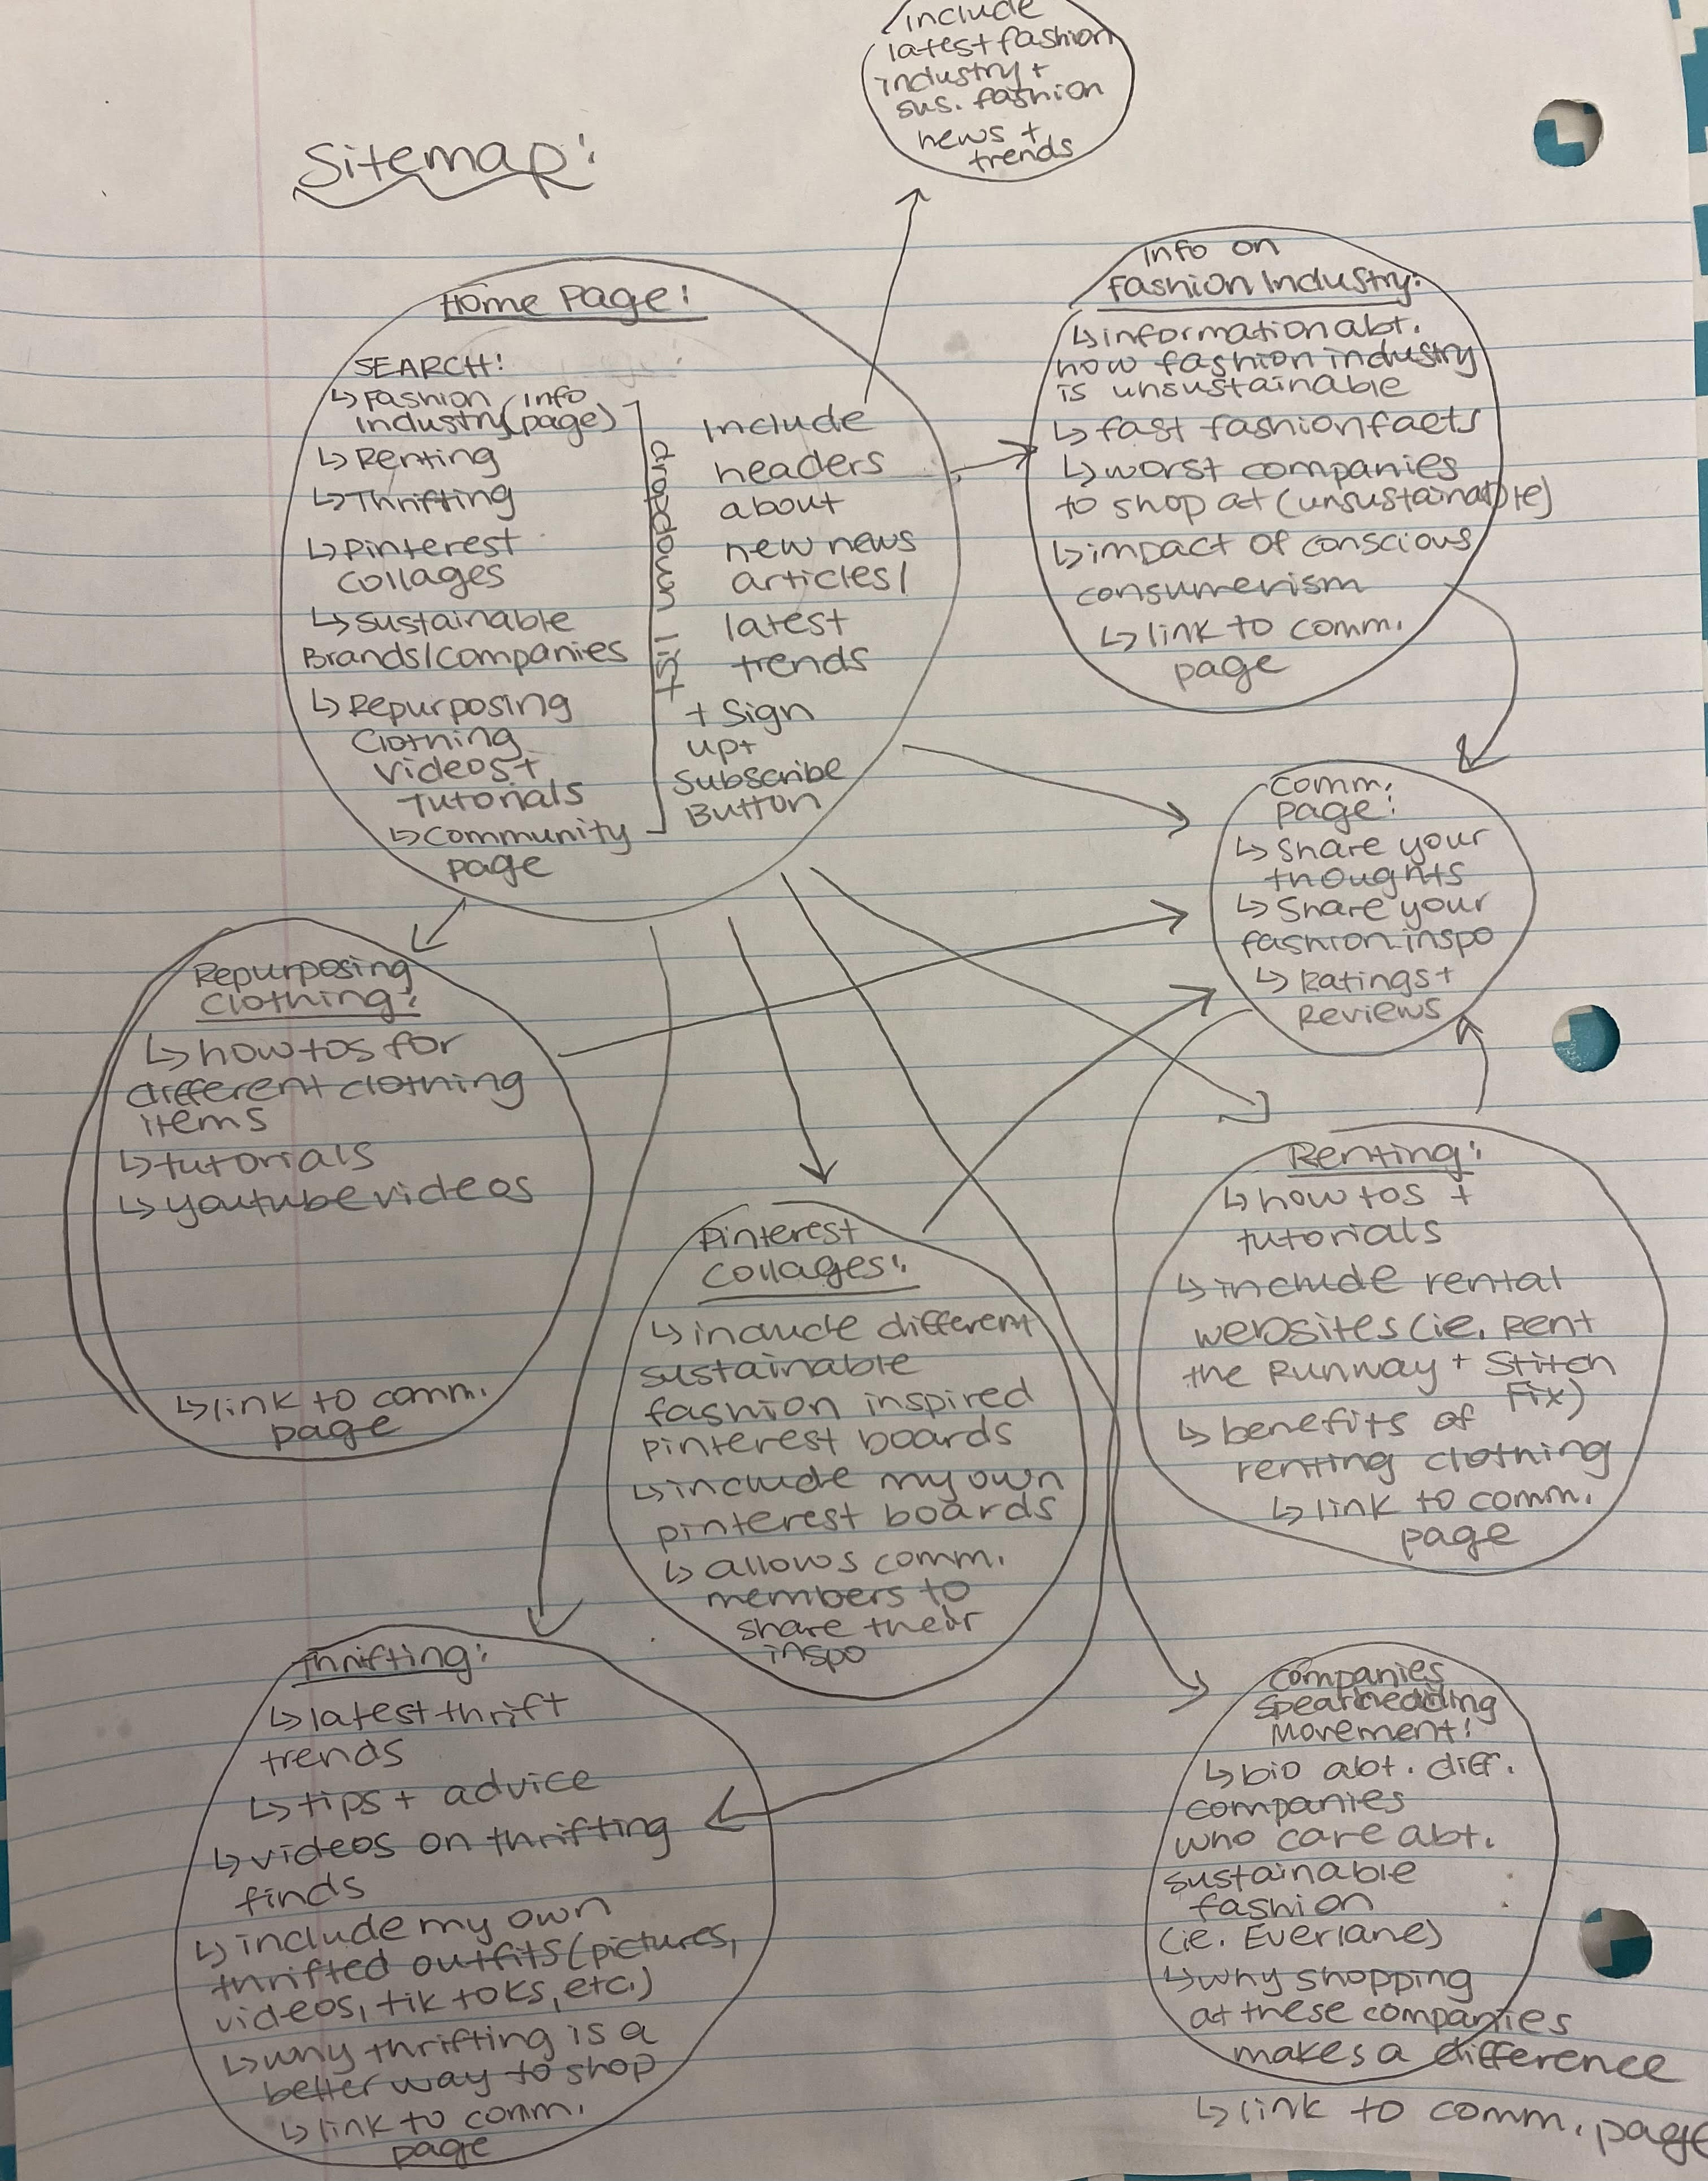 include
latest fashion
industry +
sus. fashion
news +
trends
Sitemap:
Home Page:
SEARCH:
↳ Fashion Info
Industry (page)
↳ Renting
↳ Thrifting
↳ Pinterest
Collages
↳ Sustainable
Brands/Companies
↳ Repurposing
Clothing
Videos +
Tutorials
↳ Community
page
dropdown list
Include
headers
about
new news
articles/
latest
trends
+ Sign
up +
Subscribe
Button
Info on
Fashion Industry:
↳ information abt.
how fashion industry
is unsustainable
↳ fast fashion facts
↳ worst companies
to shop at (unsustainable)
↳ impact of conscious
consumerism
↳ link to comm.
page
Comm.
page:
↳ Share your
thoughts
↳ Share your
fashion inspo
↳ Ratings +
Reviews
Repurposing
Clothing:
↳ how tos for
different clothing
items
↳ tutorials
↳ youtube videos
↳ link to comm.
page
Pinterest
Collages:
↳ include different
sustainable
fashion inspired
pinterest boards
↳ include my own
pinterest boards
↳ allows comm.
members to
share their
inspo
Renting:
↳ how tos +
tutorials
↳ include rental
websites (ie. Rent
the Runway + Stitch
Fix)
↳ benefits of
renting clothing
↳ link to comm.
page
Thrifting:
↳ latest thrift
trends
↳ tips + advice
↳ videos on thrifting
finds
↳ include my own
thrifted outfits (pictures,
videos, tik toks, etc.)
↳ why thrifting is a
better way to shop
↳ link to comm.
page
Companies
Movement:
↳ bio abt. diff.
companies
who care abt.
sustainable
fashion
(ie. Everlane)
↳ why shopping
at these companies
makes a difference
↳ link to comm. page